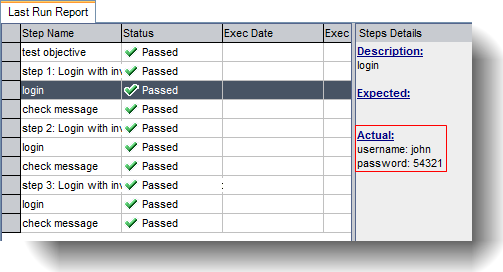 Last Run Report
Step Name Status Exec Date Exec Steps Details
test objective Passed
step 1: Login with inv Passed
login Passed
check message Passed
step 2: Login with inv Passed
login Passed
check message Passed
step 3: Login with inv Passed :
login Passed
check message Passed
Description:
login
Expected:
Actual:
username: john
password: 54321